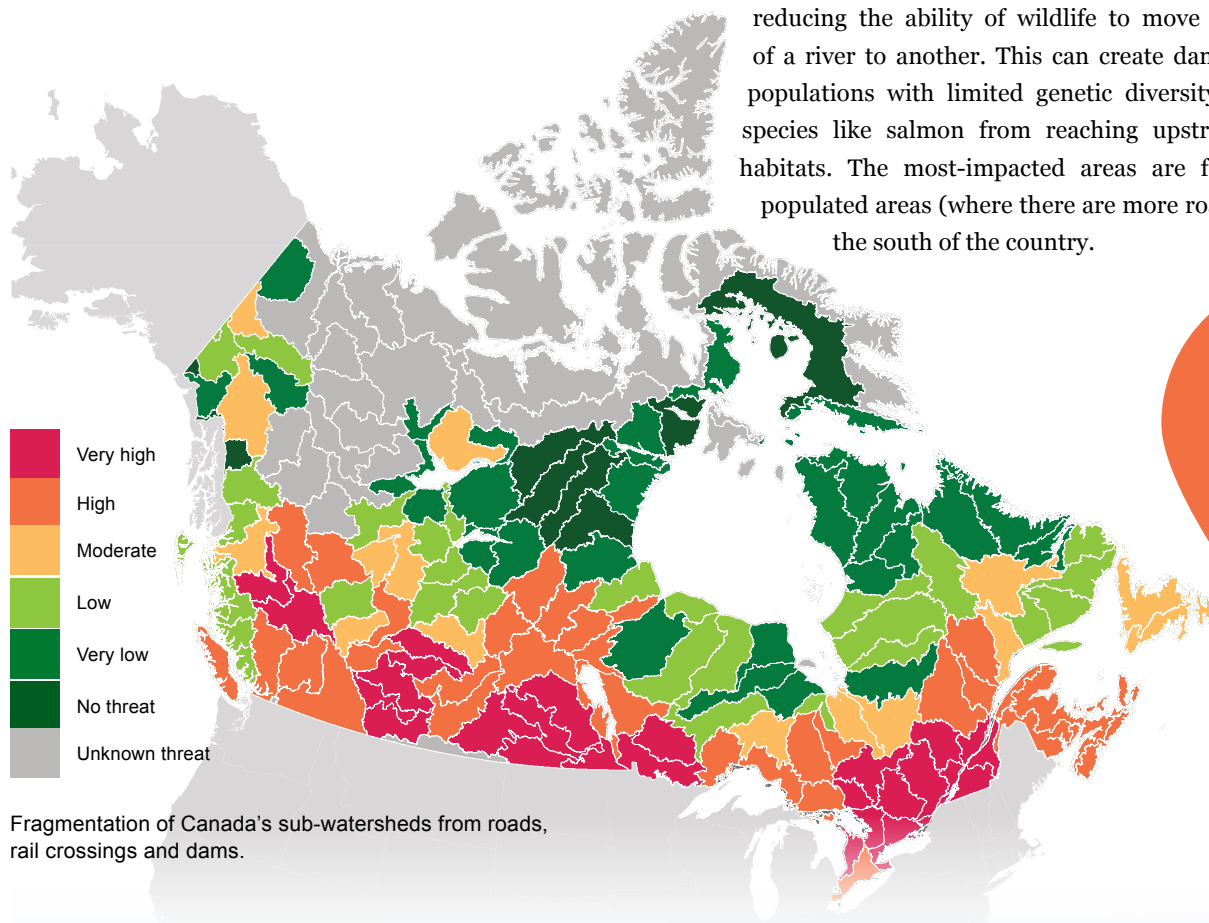 reducing the ability of wildlife to move
of a river to another. This can create
populations with limited genetic diversity
species like salmon from reaching
habitats. The most-impacted areas are
populated areas (where there are more
the south of the country.
Very high
High
Moderate
Low
Very low
No threat
Unknown threat
Fragmentation of Canada's sub-watersheds from roads,
rail crossings and dams.